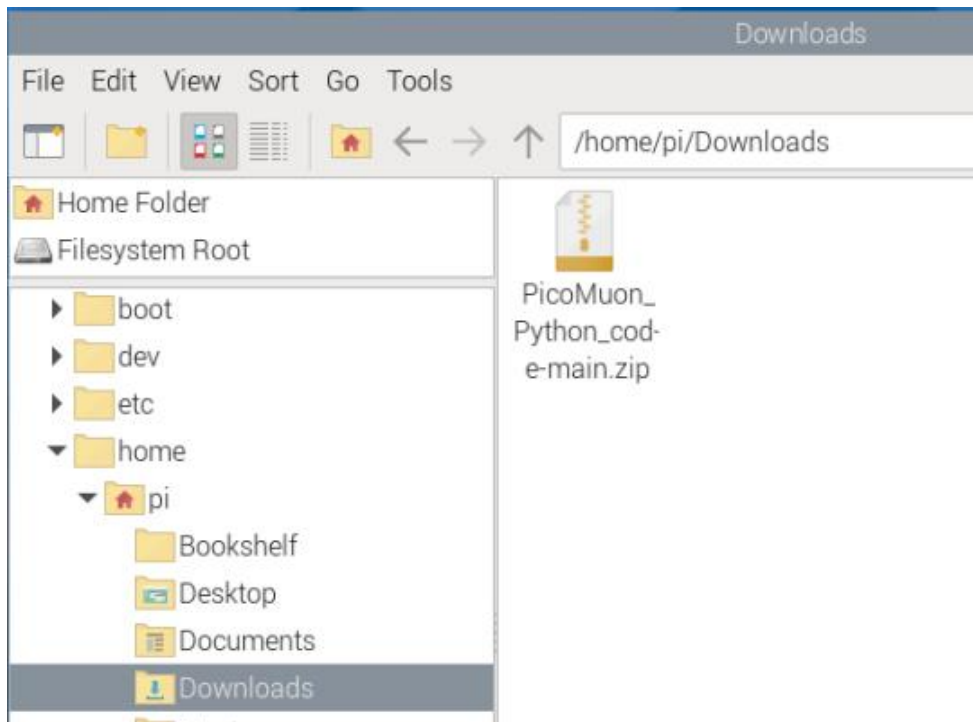 Downloads
File Edit View Sort Go Tools
/home/pi/Downloads
Home Folder
Filesystem Root
boot
dev
etc
home
pi
Bookshelf
Desktop
Documents
Downloads
PicoMuon_
Python_cod-
e-main.zip